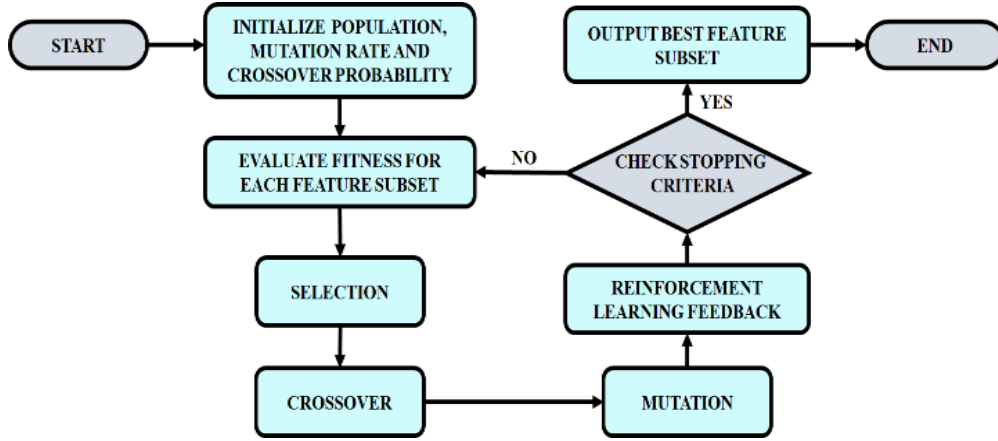 START
INITIALIZE POPULATION,
MUTATION RATE AND
CROSSOVER PROBABILITY
EVALUATE FITNESS FOR
EACH FEATURE SUBSET
SELECTION
CROSSOVER
MUTATION
REINFORCEMENT
LEARNING FEEDBACK
CHECK STOPPING
CRITERIA
NO
YES
OUTPUT BEST FEATURE
SUBSET
END